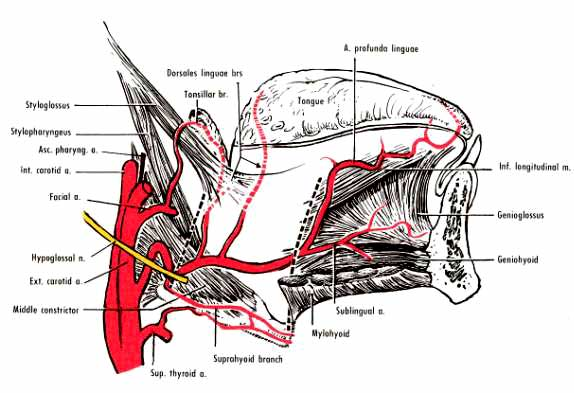 A. profunda linguae
Dorsales linguae brs
Tonsillar br.
Tongue
Styloglossus
Stylopharyngeus
Asc. pharyng. a.
Int. carotid a.
Inf. longitudinal m.
Facial a.
Genioglossus
Hypoglossal n.
Geniohyoid
Ext. carotid a.
Middle constrictor
Sublingual a.
Mylohyoid
Suprahyoid branch
Sup. thyroid a.